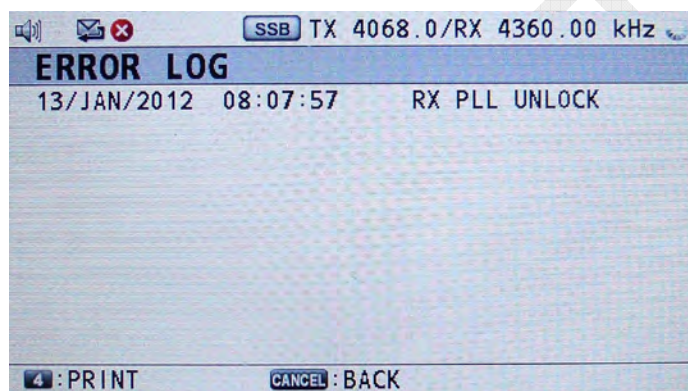 SSB TX 4068.0/RX 4360.00 kHz
ERROR LOG
13/JAN/2012 08:07:57 RX PLL UNLOCK
4 :PRINT CANCEL :BACK